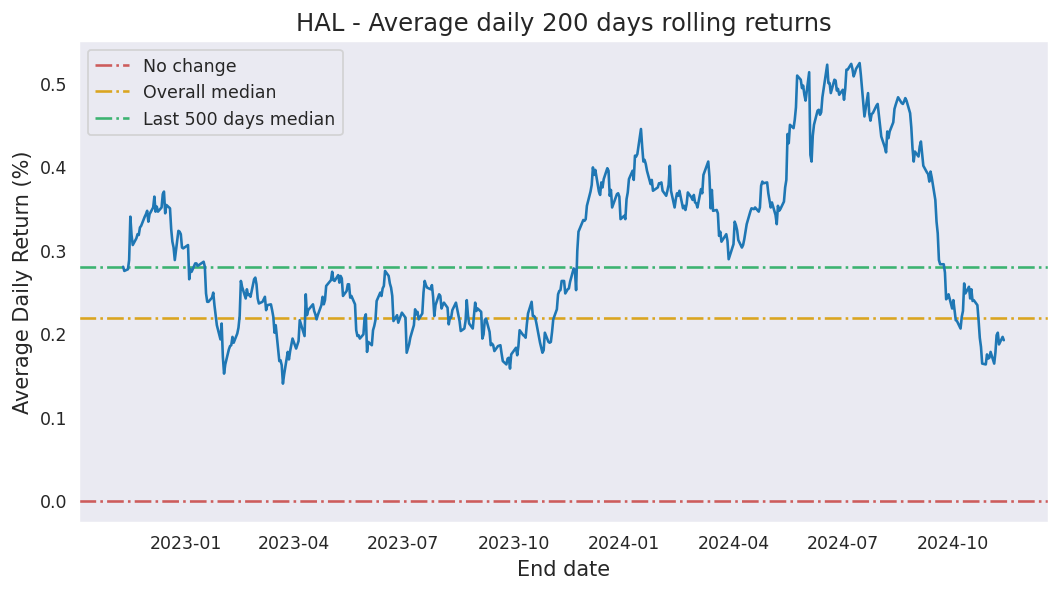 HAL - Average daily 200 days rolling returns
No change
Overall median
Last 500 days median
Average Daily Return (%)
0.5
0.4
0.3
0.2
0.1
0.0
2023-01 2023-04 2023-07 2023-10 2024-01 2024-04 2024-07 2024-10
End date